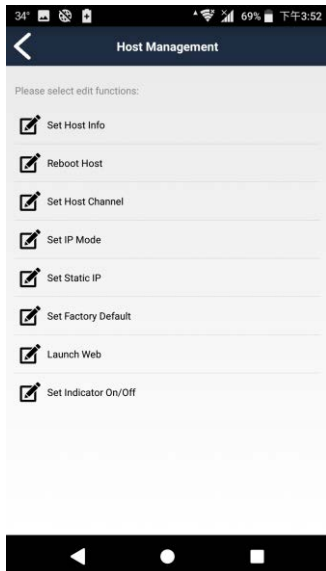 34° 69% 下午3:52
Host Management
Please select edit functions:
Set Host Info
Reboot Host
Set Host Channel
Set IP Mode
Set Static IP
Set Factory Default
Launch Web
Set Indicator On/Off